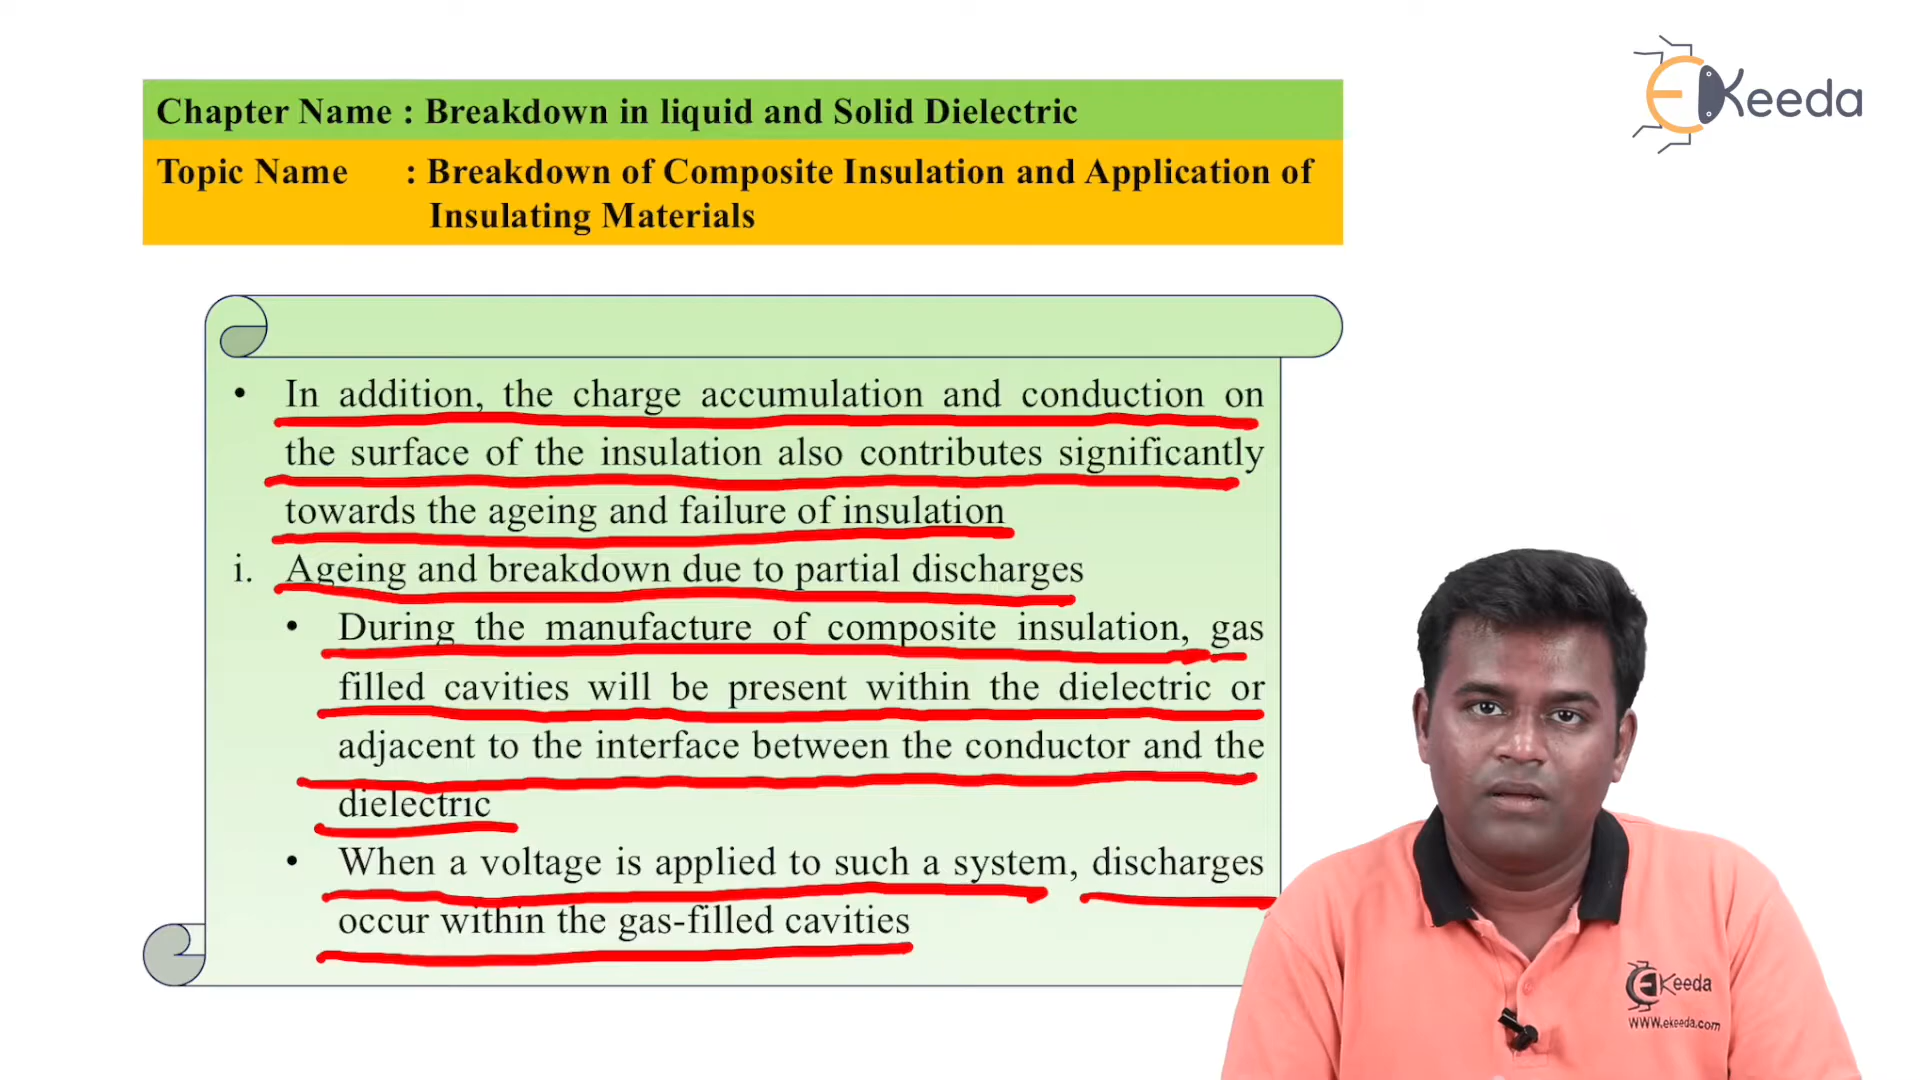 EKeeda
Chapter Name : Breakdown in liquid and Solid Dielectric
Topic Name : Breakdown of Composite Insulation and Application of
Insulating Materials
• In addition, the charge accumulation and conduction on
the surface of the insulation also contributes significantly
towards the ageing and failure of insulation
i. Ageing and breakdown due to partial discharges
• During the manufacture of composite insulation, gas
filled cavities will be present within the dielectric or
adjacent to the interface between the conductor and the
dielectric
• When a voltage is applied to such a system, discharges
occur within the gas-filled cavities
EKeeda
WWW.ekeeda.com